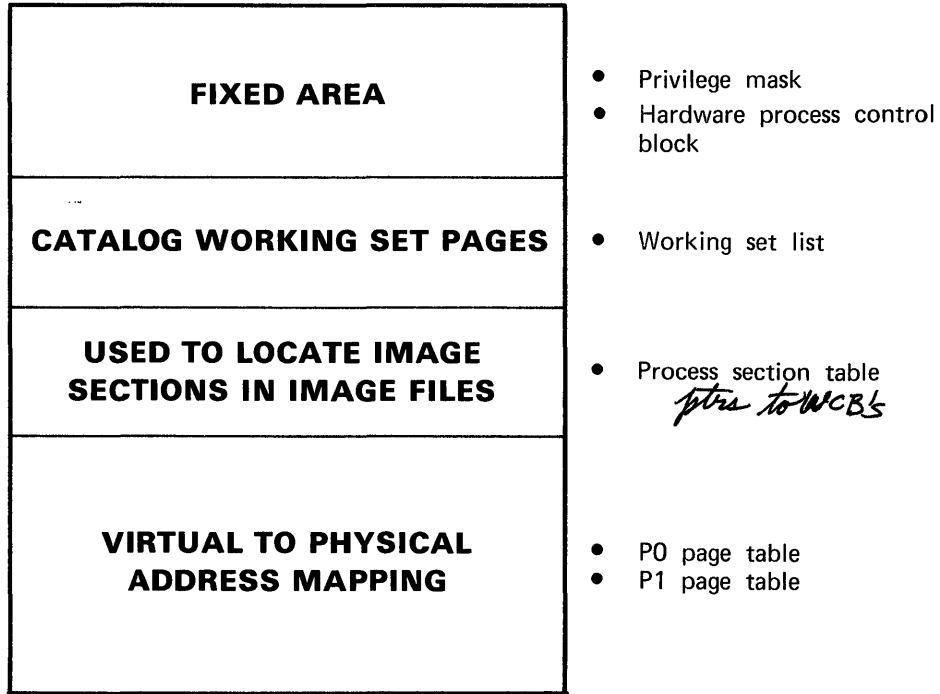 FIXED AREA
• Privilege mask
• Hardware process control
block
CATALOG WORKING SET PAGES
• Working set list
USED TO LOCATE IMAGE
SECTIONS IN IMAGE FILES
• Process section table
ptrs to WCB's
VIRTUAL TO PHYSICAL
ADDRESS MAPPING
• P0 page table
• P1 page table